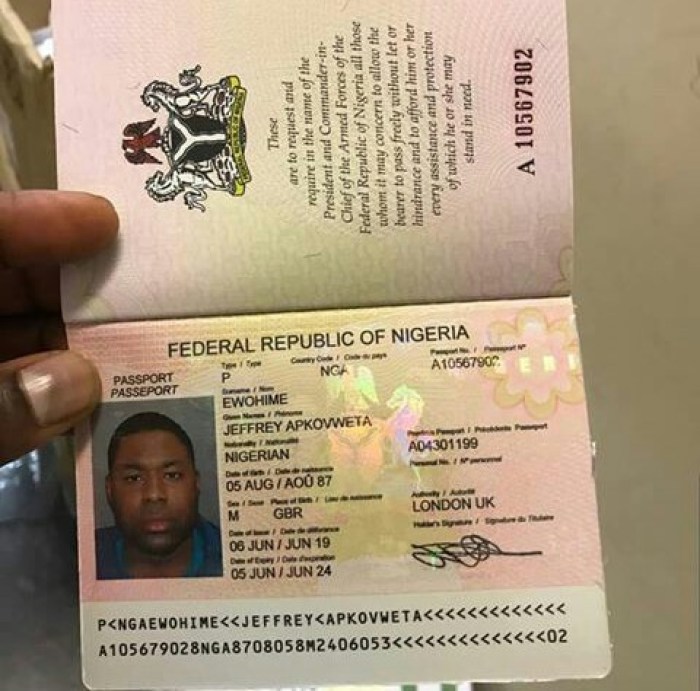 These
are to request and
require in the name of the
President and Commander-in-
Chief of the Armed Forces of the
Federal Republic of Nigeria all those
whom it may concern to allow the
bearer to pass freely without let or
hindrance and to afford him or her
every assistance and protection
of which he or she may
stand in need.
A 10567902
FEDERAL REPUBLIC OF NIGERIA
PASSPORT
PASSEPORT
Type / Type
P
Country Code / Code du pays
NGA
Passport No. / Passeport N°
A10567902
Surname / Nom
EWOHIME
Given Names / Prénoms
JEFFREY APKOVWETA
Nationality / Nationalité
NIGERIAN
Previous Passport / Précédente Passeport
A04301199
Date of Birth / Date de naissance
05 AUG / AOÛ 87
Personal No. / N° personnel
Sex / Sexe
M
Place of Birth / Lieu de naissance
GBR
Authority / Autorité
LONDON UK
Date of Issue / Date de délivrance
06 JUN / JUN 19
Holder's Signature / Signature du Titulaire
Date of Expiry / Date d'expiration
05 JUN / JUN 24
P<NGAEWOHIME<<JEFFREY<APKOVWETA<<<<<<<<<<<<<
A105679028NGA8708058M2406053<<<<<<<<<<<<<<02